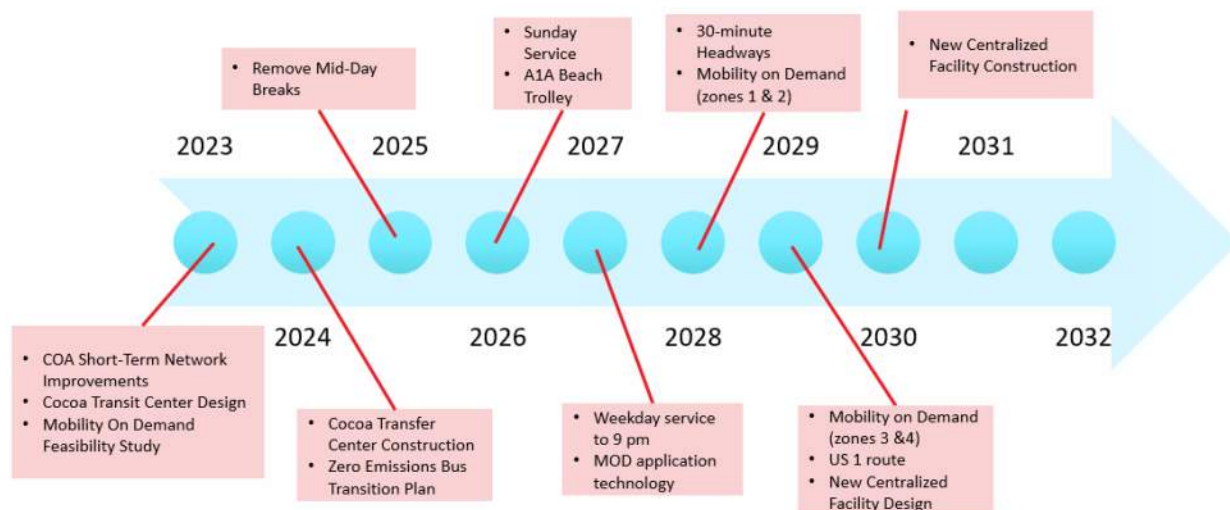 • Remove Mid-Day
Breaks
• Sunday
Service
• A1A Beach
Trolley
• 30-minute
Headways
• Mobility on Demand
(zones 1 & 2)
• New Centralized
Facility Construction
2023
2025
2027
2029
2031
2024
2026
2028
2030
2032
• COA Short-Term Network
Improvements
• Cocoa Transit Center Design
• Mobility On Demand
Feasibility Study
• Cocoa Transfer
Center Construction
• Zero Emissions Bus
Transition Plan
• Weekday service
to 9 pm
• MOD application
technology
• Mobility on Demand
(zones 3 &4)
• US 1 route
• New Centralized
Facility Design